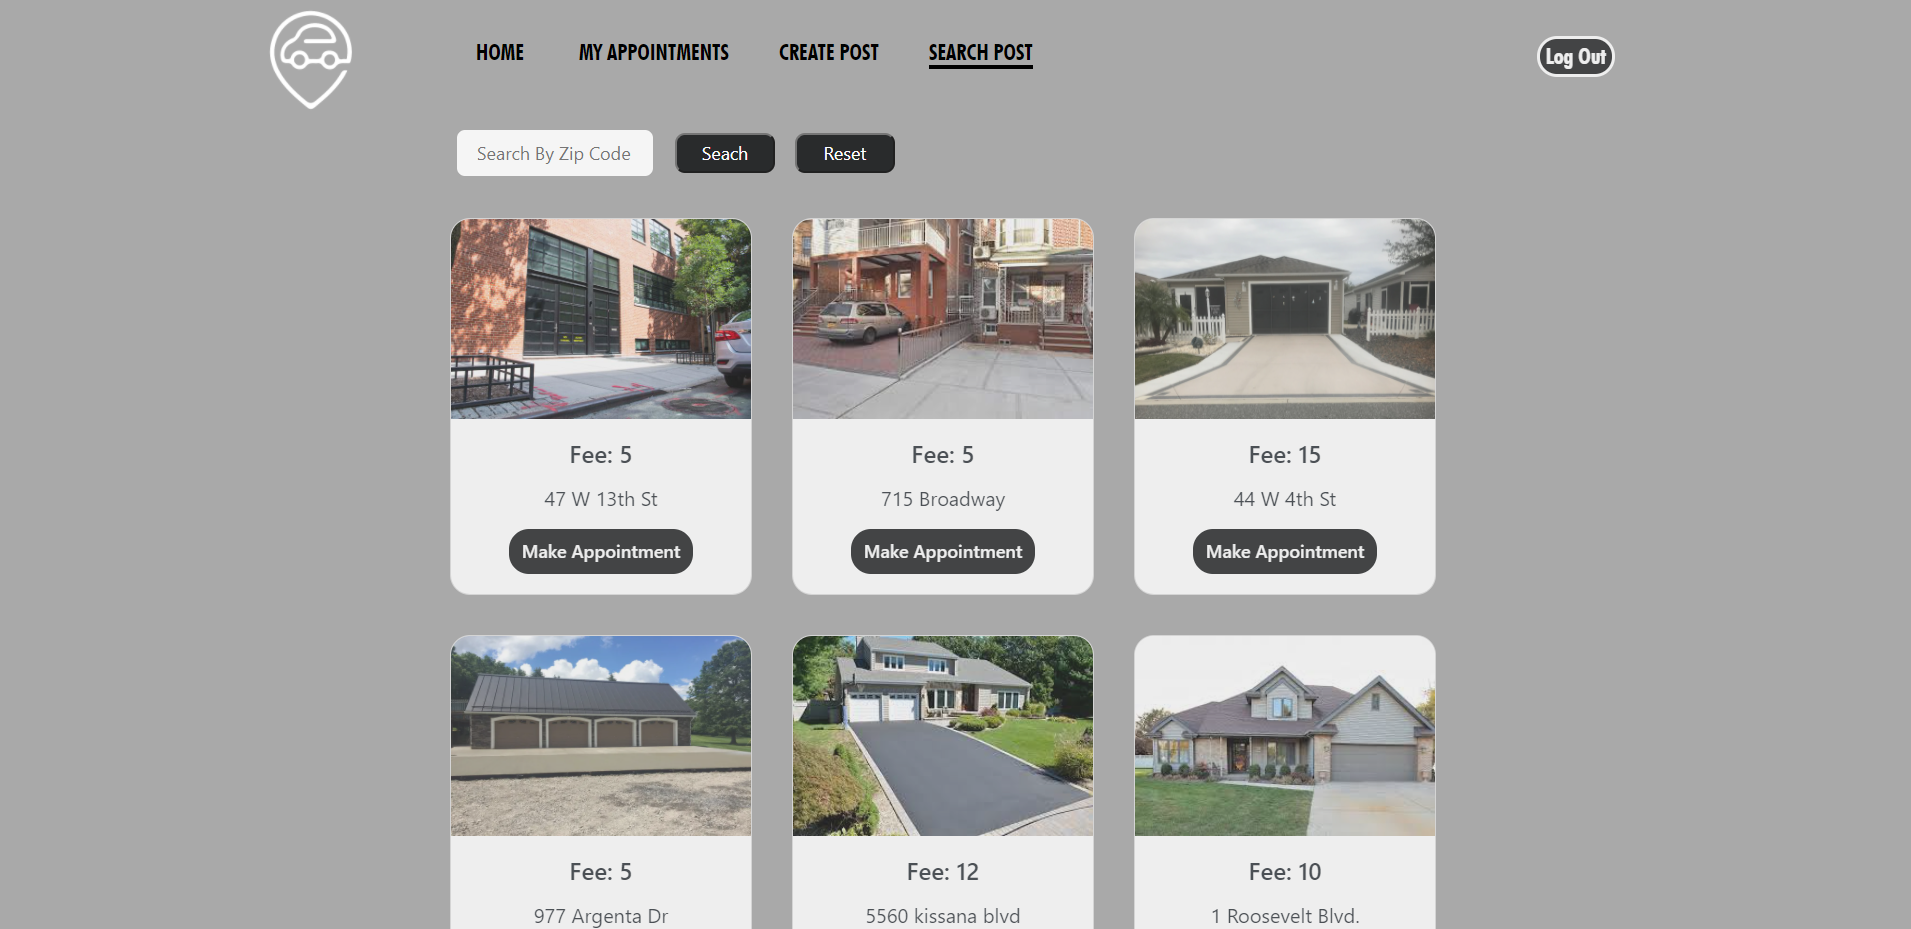 HOME MY APPOINTMENTS CREATE POST SEARCH POST Log Out
Search By Zip Code Seach Reset
Fee: 5 Fee: 5 Fee: 15
47 W 13th St 715 Broadway 44 W 4th St
Make Appointment Make Appointment Make Appointment
Fee: 5 Fee: 12 Fee: 10
977 Argenta Dr 5560 kissana blvd 1 Roosevelt Blvd.